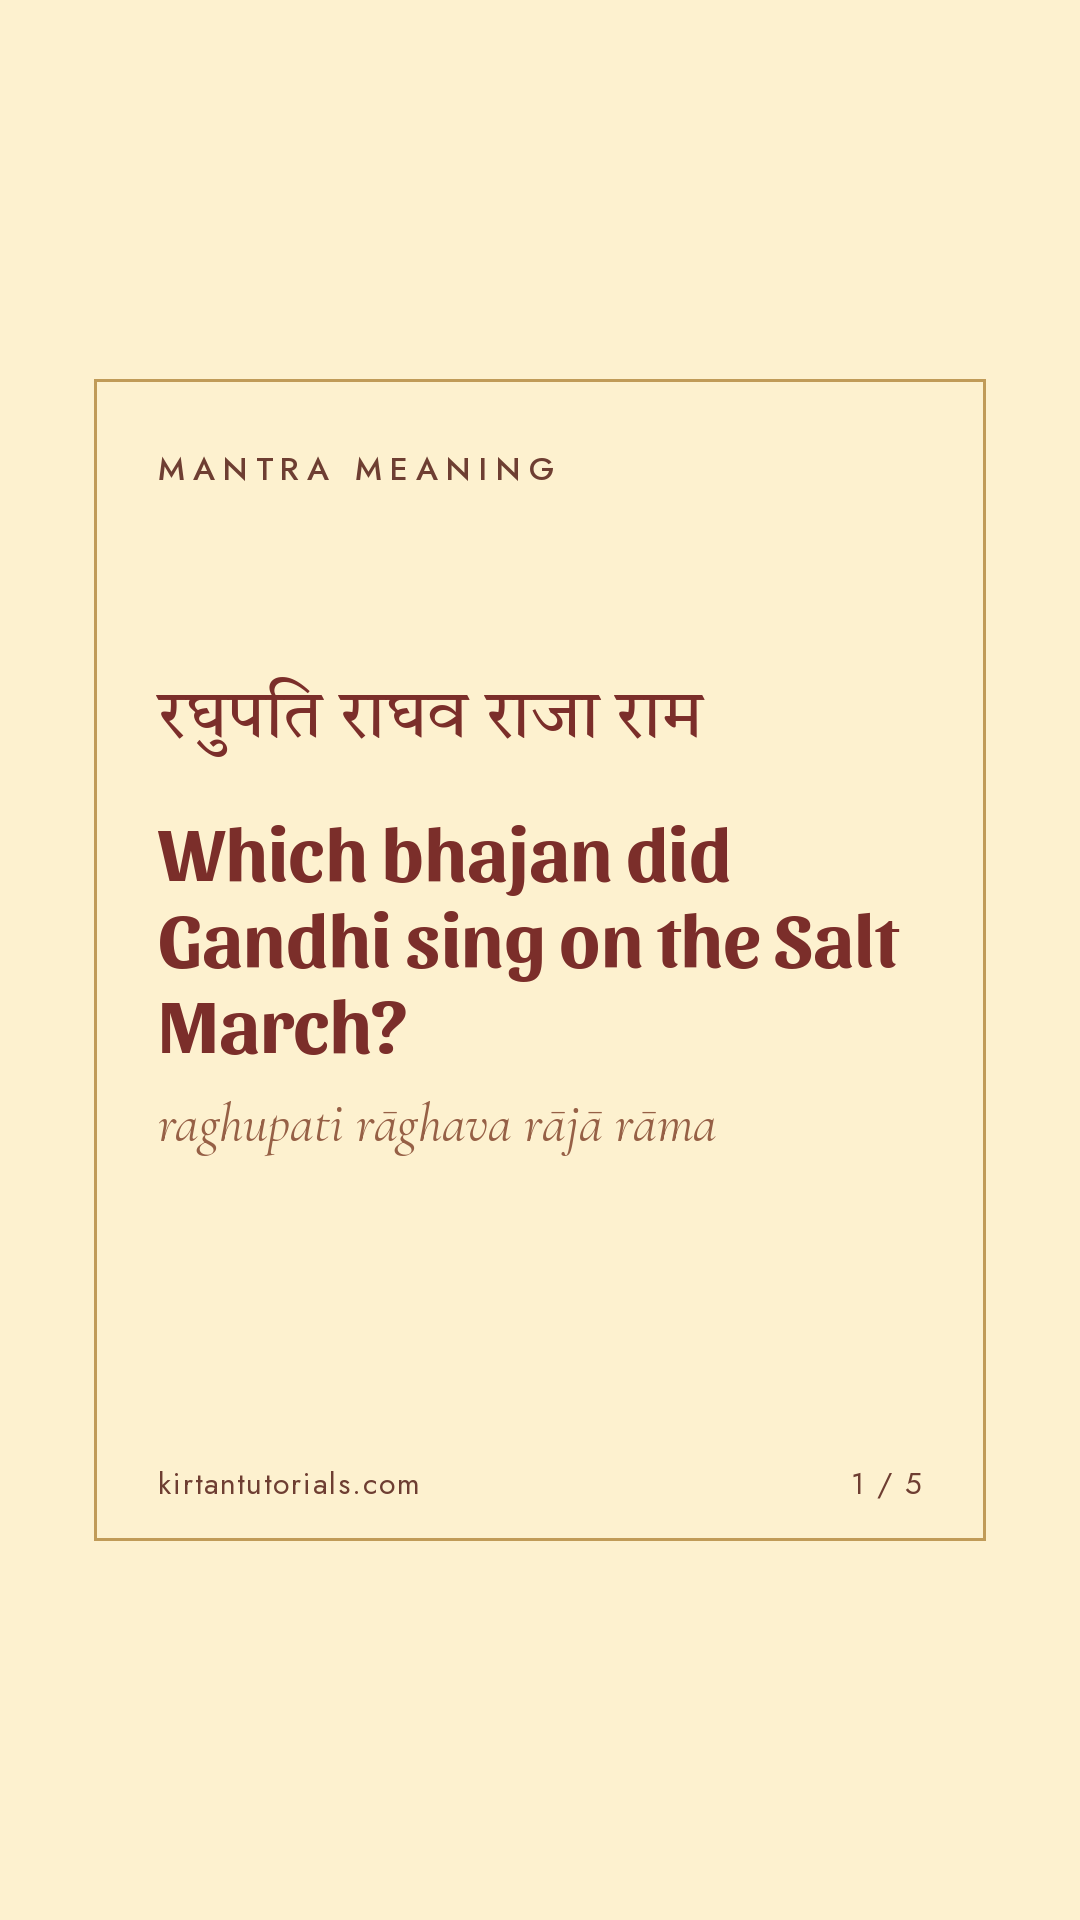 MANTRA MEANING
रघुपति राघव राजा राम
Which bhajan did
Gandhi sing on the Salt
March?
raghupati rāghava rājā rāma
kirtantutorials.com
1 / 5